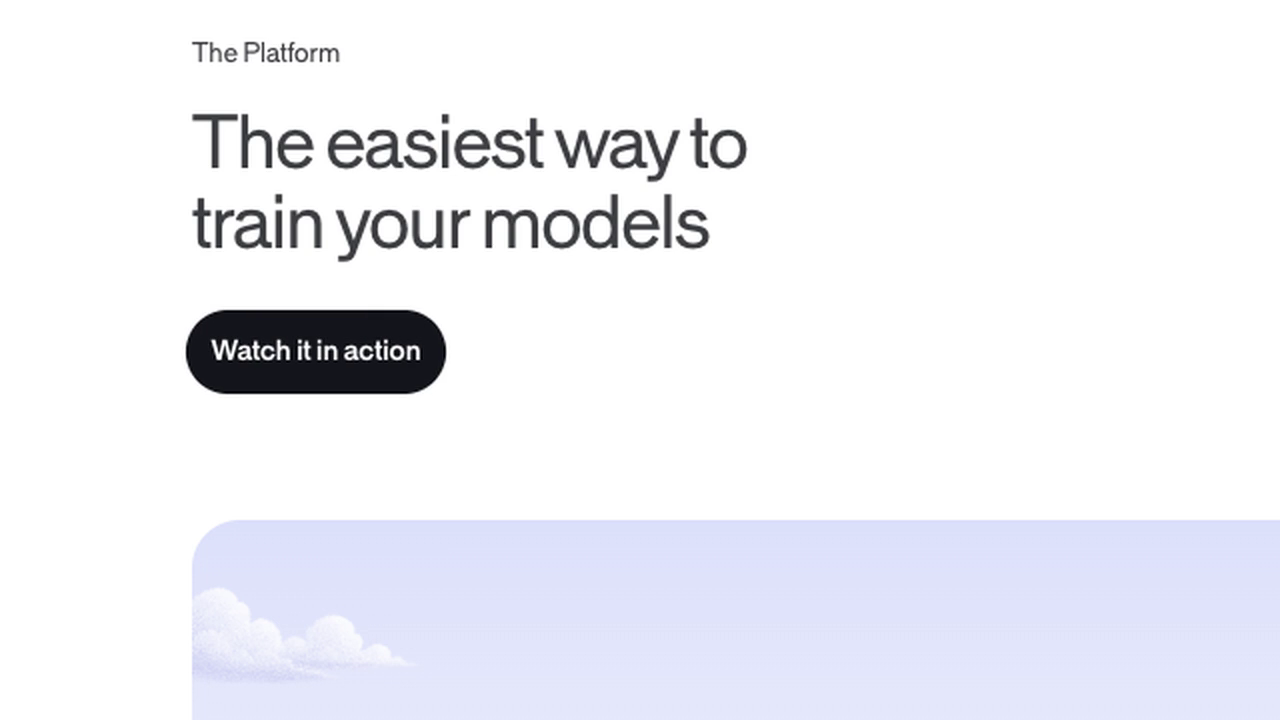 The Platform
The easiest way to
train your models
Watch it in action